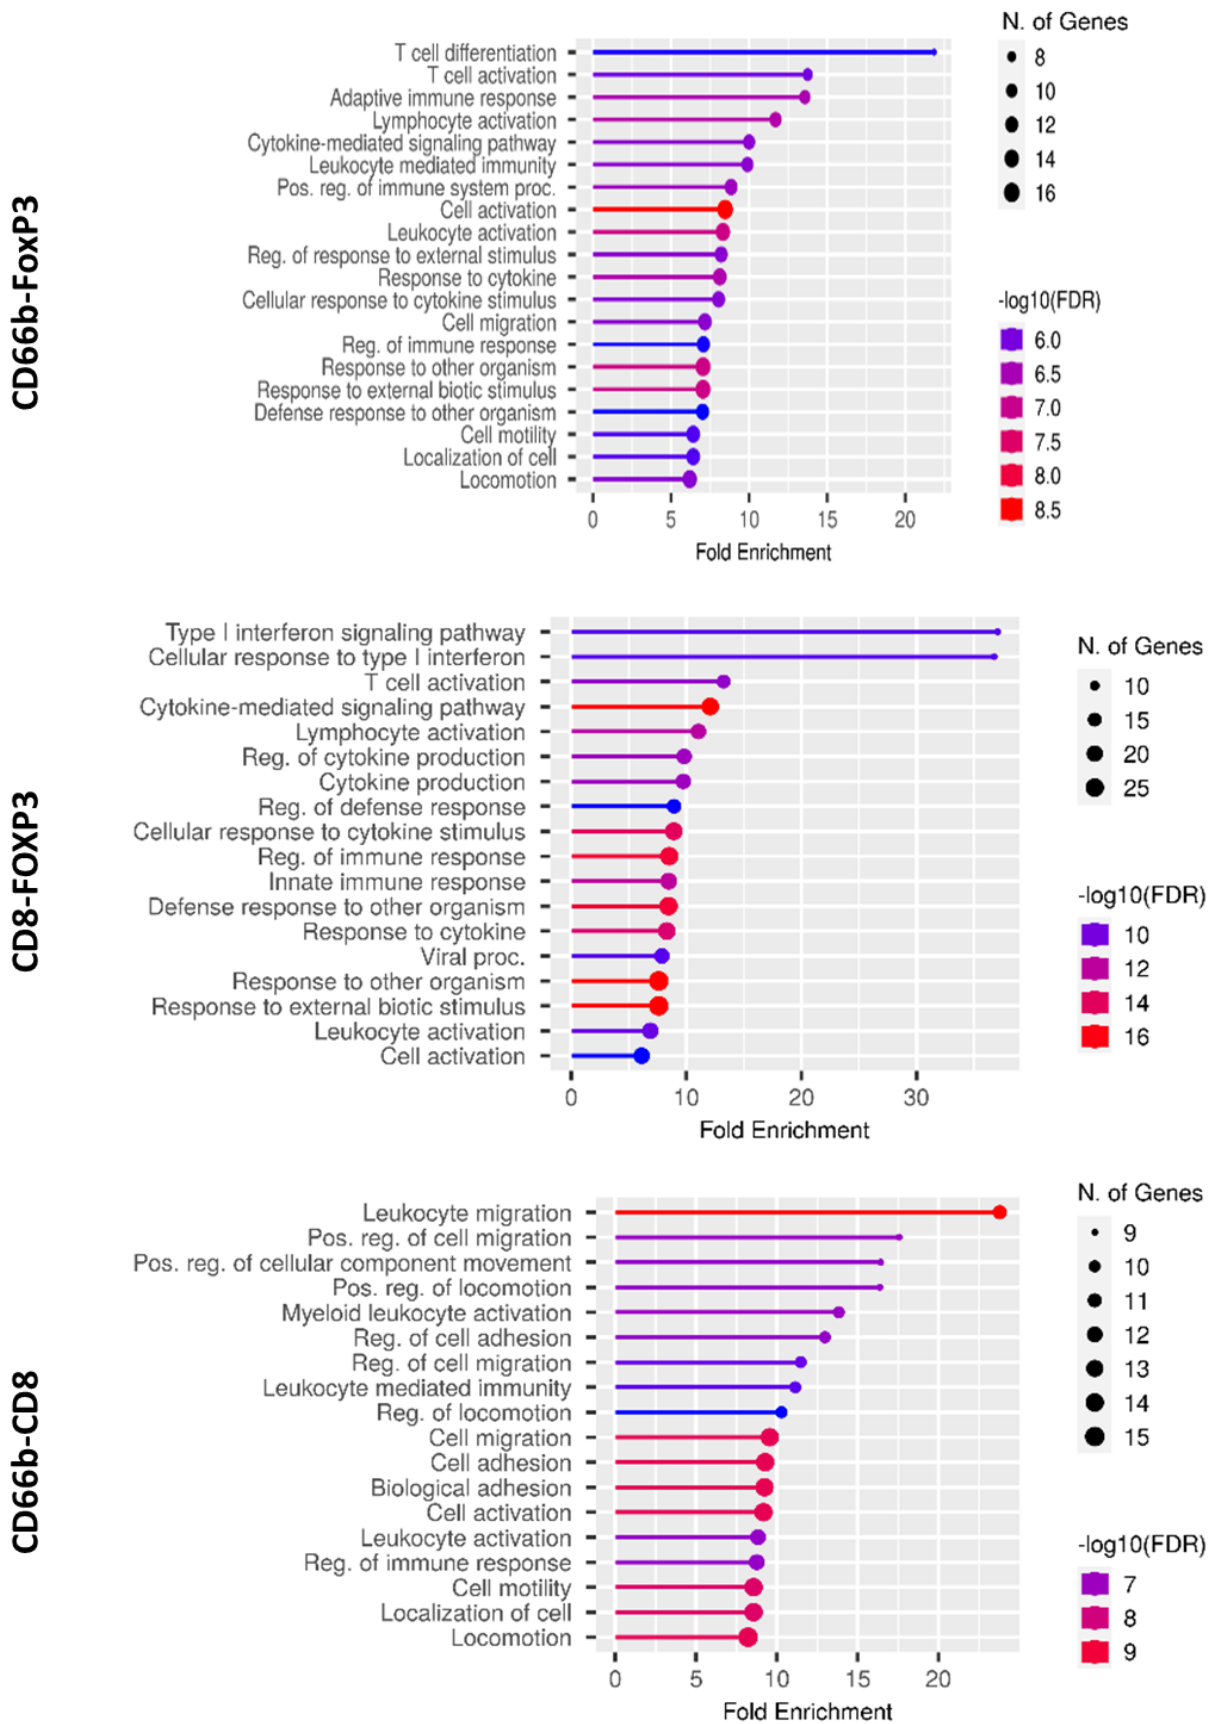 CD66b-FoxP3
T cell differentiation
T cell activation
Adaptive immune response
Lymphocyte activation
Cytokine-mediated signaling pathway
Leukocyte mediated immunity
Pos. reg. of immune system proc.
Cell activation
Leukocyte activation
Reg. of response to external stimulus
Response to cytokine
Cellular response to cytokine stimulus
Cell migration
Reg. of immune response
Response to other organism
Response to external biotic stimulus
Defense response to other organism
Cell motility
Localization of cell
Locomotion
0 5 10 15 20
Fold Enrichment
N. of Genes
8
10
12
14
16
-log10(FDR)
6.0
6.5
7.0
7.5
8.0
8.5
CD8-FOXP3
Type I interferon signaling pathway
Cellular response to type I interferon
T cell activation
Cytokine-mediated signaling pathway
Lymphocyte activation
Reg. of cytokine production
Cytokine production
Reg. of defense response
Cellular response to cytokine stimulus
Reg. of immune response
Innate immune response
Defense response to other organism
Response to cytokine
Viral proc.
Response to other organism
Response to external biotic stimulus
Leukocyte activation
Cell activation
0 10 20 30
Fold Enrichment
N. of Genes
10
15
20
25
-log10(FDR)
10
12
14
16
CD66b-CD8
Leukocyte migration
Pos. reg. of cell migration
Pos. reg. of cellular component movement
Pos. reg. of locomotion
Myeloid leukocyte activation
Reg. of cell adhesion
Reg. of cell migration
Leukocyte mediated immunity
Reg. of locomotion
Cell migration
Cell adhesion
Biological adhesion
Cell activation
Leukocyte activation
Reg. of immune response
Cell motility
Localization of cell
Locomotion
0 5 10 15 20
Fold Enrichment
N. of Genes
9
10
11
12
13
14
15
-log10(FDR)
7
8
9